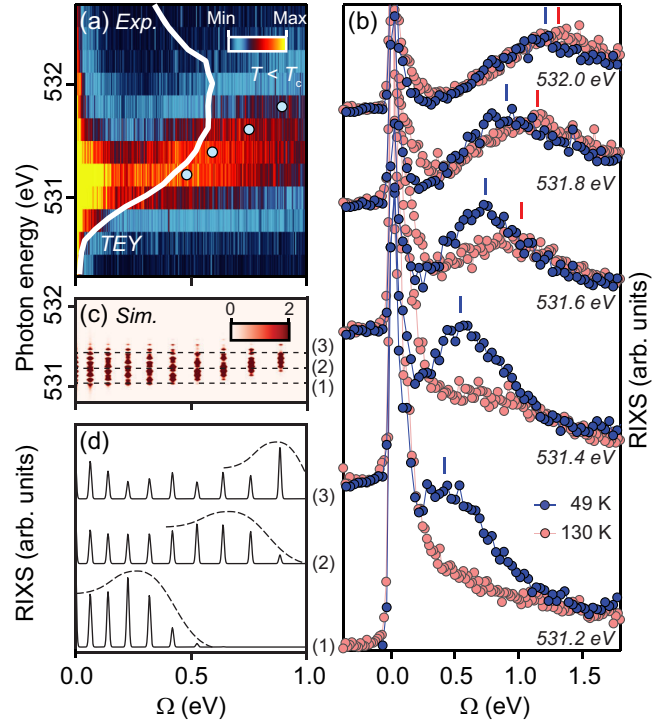 (a) Exp.
Min Max
T < Tc
532
531
TEY
Photon energy (eV)
(c) Sim.
0 2
532
531
(3)
(2)
(1)
(d)
(3)
(2)
(1)
RIXS (arb. units)
0.0 0.5 1.0
Ω (eV)
(b)
532.0 eV
531.8 eV
531.6 eV
531.4 eV
49 K
130 K
531.2 eV
RIXS (arb. units)
0.0 0.5 1.0 1.5
Ω (eV)